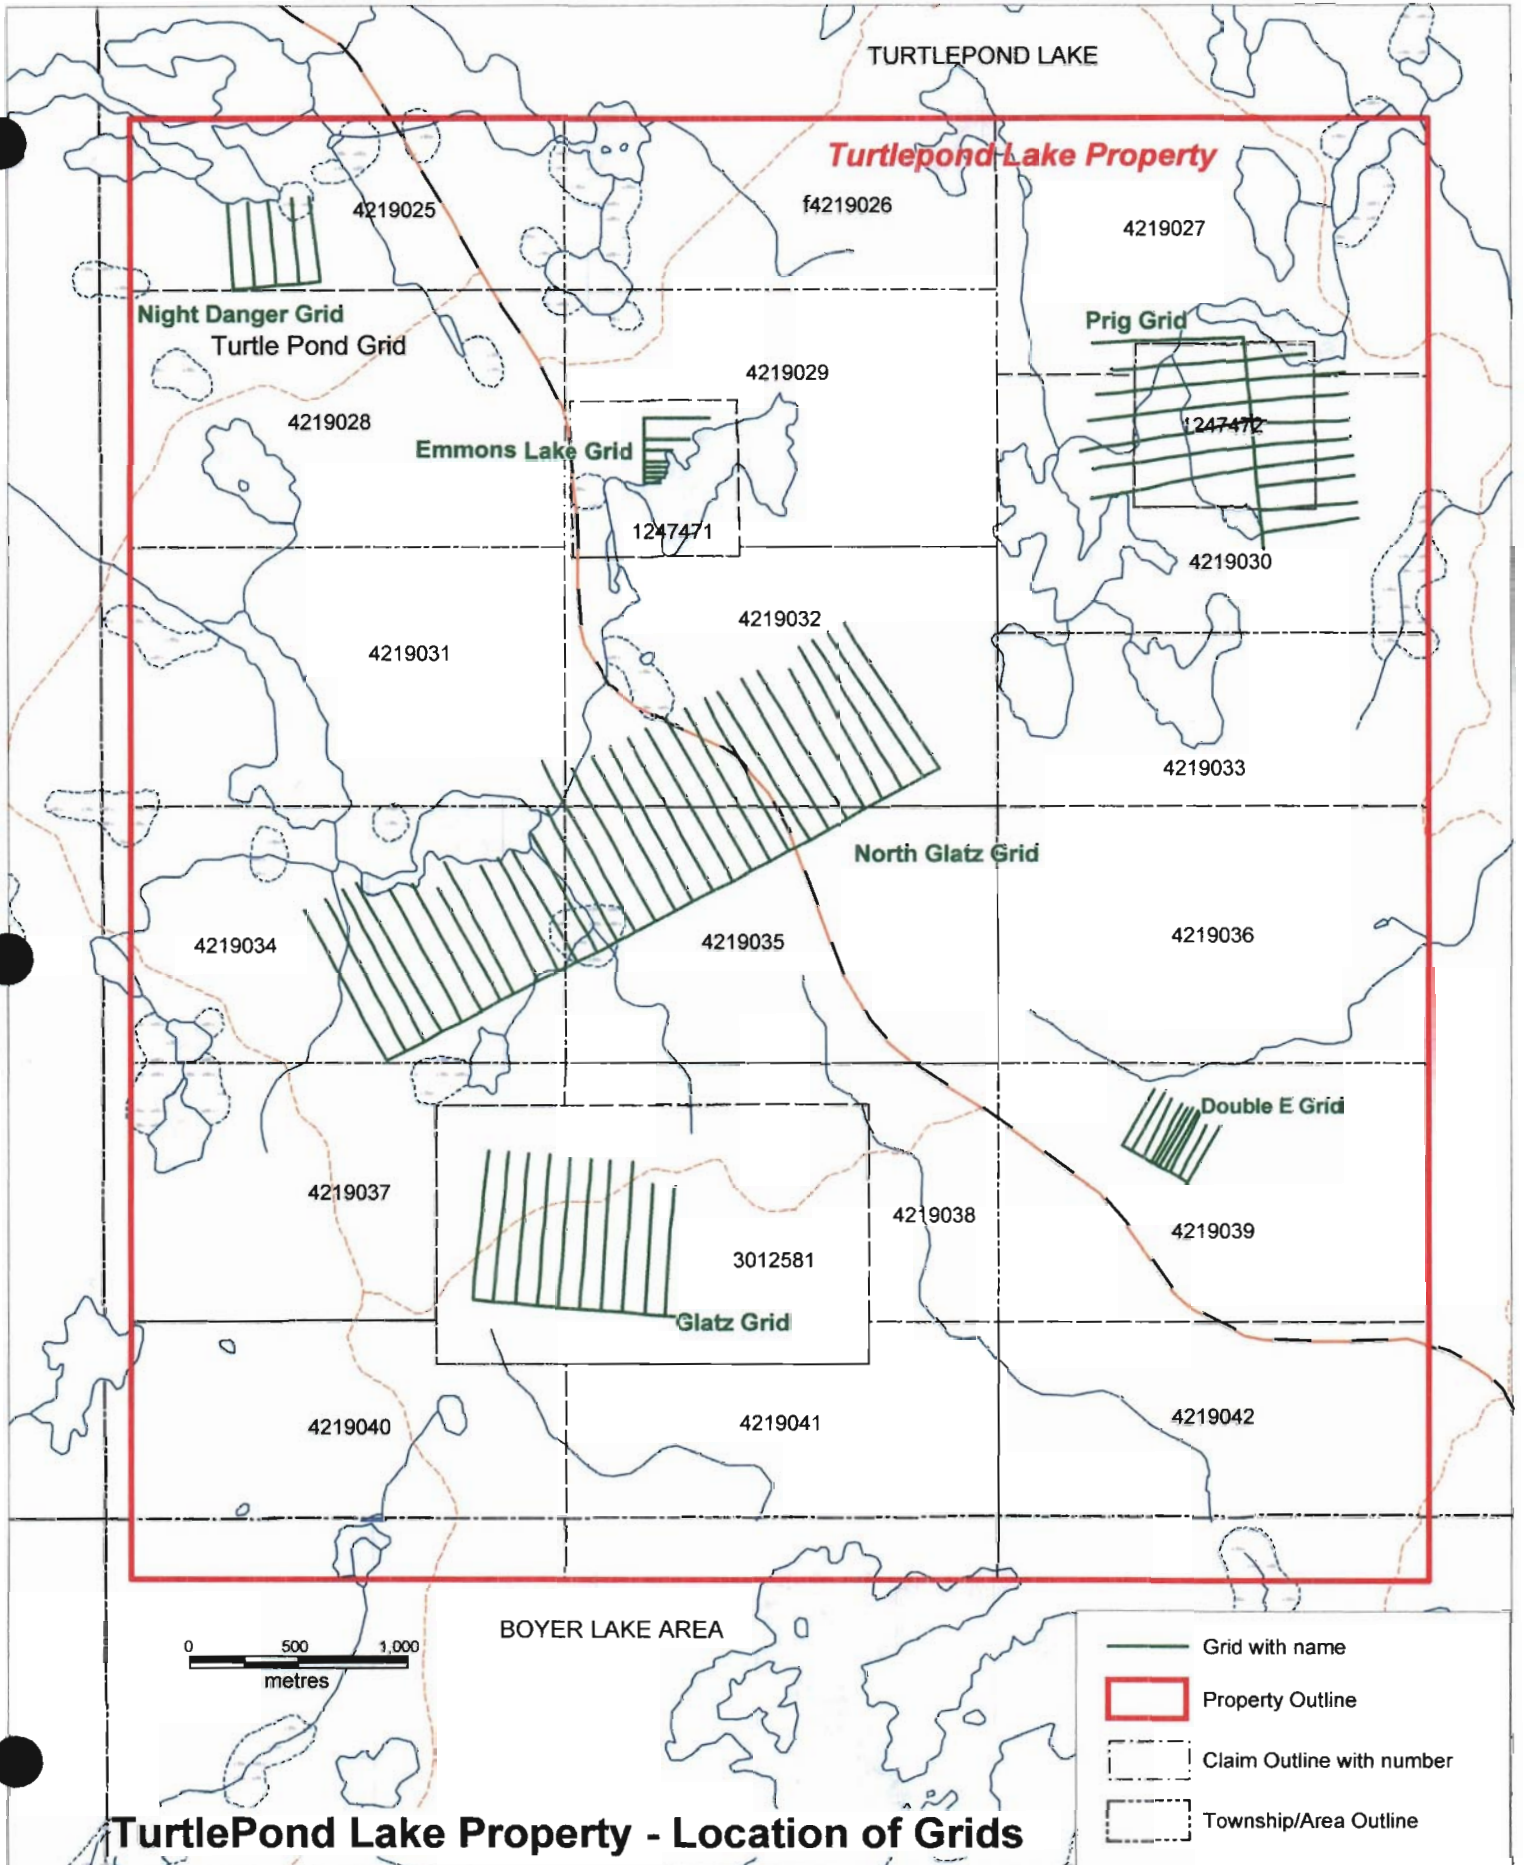 TURTLEPOND LAKE
Turtlepond Lake Property
4219025
f4219026
4219027
Night Danger Grid
Turtle Pond Grid
Prig Grid
4219029
4219028
1247472
Emmons Lake Grid
1247471
4219030
4219032
4219031
4219033
North Glatz Grid
4219034
4219035
4219036
Double E Grid
4219037
4219038
4219039
3012581
Glatz Grid
4219040
4219041
4219042
BOYER LAKE AREA
0 500 1,000
metres
Grid with name
Property Outline
Claim Outline with number
Township/Area Outline
TurtlePond Lake Property - Location of Grids